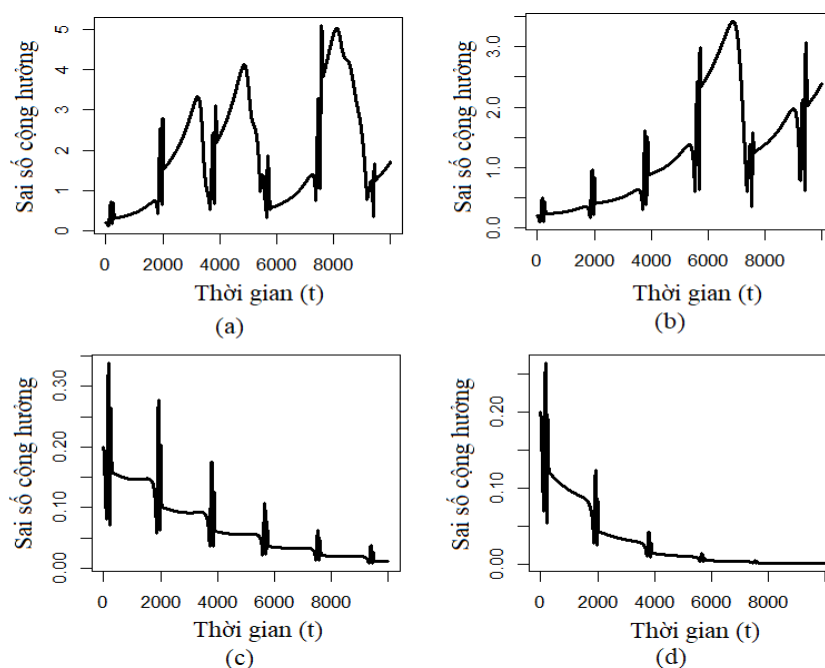 Sai số cộng hưởng
5
4
3
2
1
0
0 2000 4000 6000 8000
Thời gian (t)
(a)
Sai số cộng hưởng
3.0
2.0
1.0
0.0
0 2000 4000 6000 8000
Thời gian (t)
(b)
Sai số cộng hưởng
0.30
0.20
0.10
0.00
0 2000 4000 6000 8000
Thời gian (t)
(c)
Sai số cộng hưởng
0.20
0.10
0.00
0 2000 4000 6000 8000
Thời gian (t)
(d)